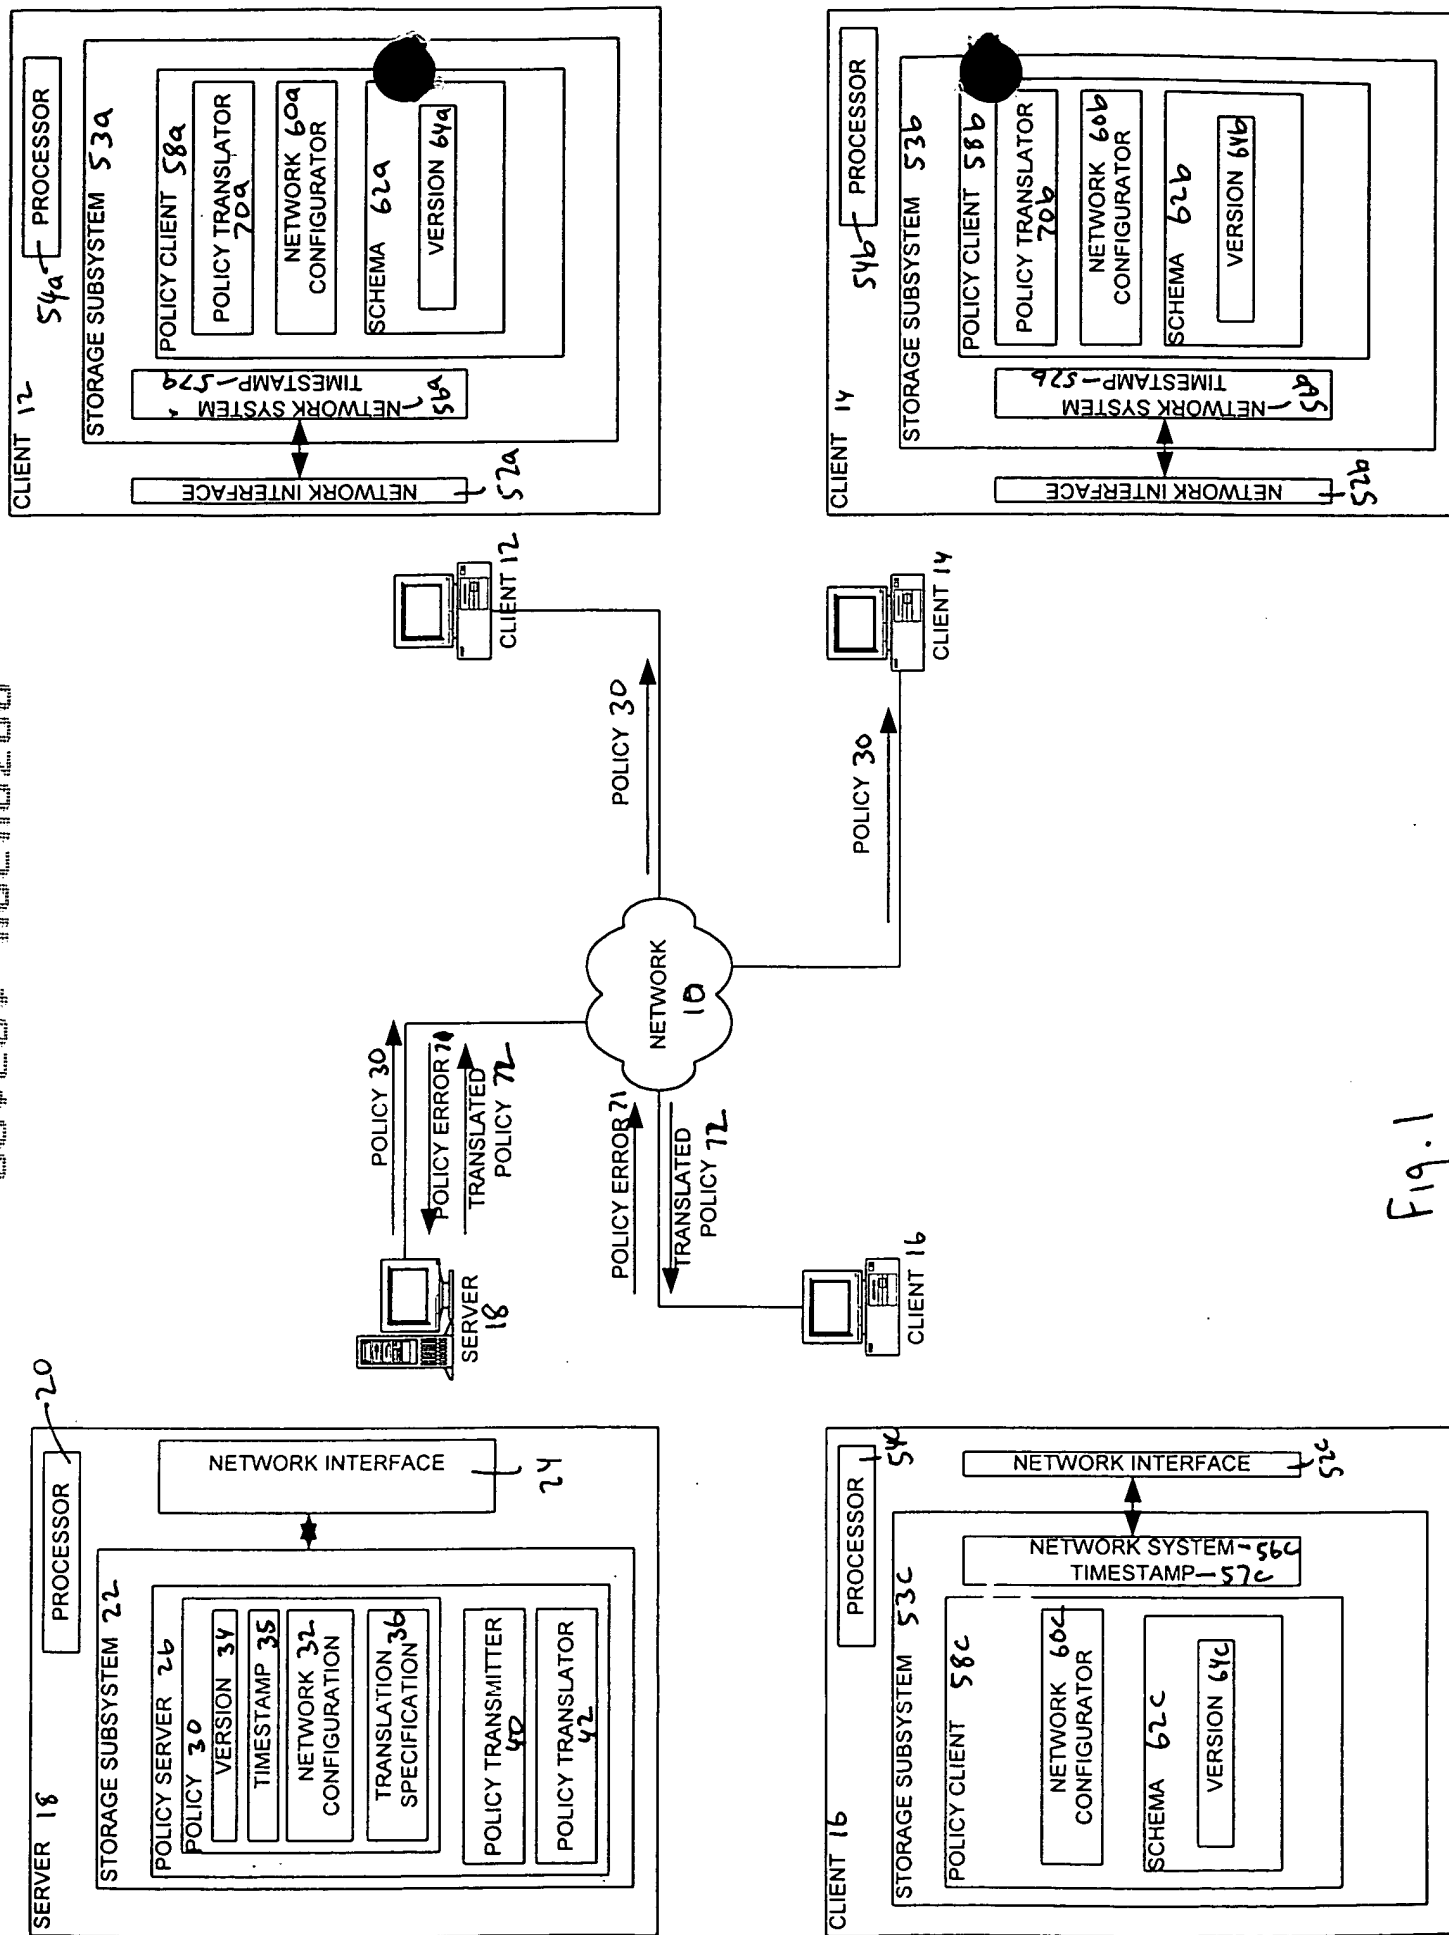 SERVER 18
PROCESSOR
20
STORAGE SUBSYSTEM 22
POLICY SERVER 26
POLICY 30
VERSION 34
TIMESTAMP 35
NETWORK 32
CONFIGURATION
TRANSLATION 36
SPECIFICATION
POLICY TRANSMITTER
40
POLICY TRANSLATOR
42
NETWORK INTERFACE
24
SERVER
18
POLICY 30
POLICY ERROR
TRANSLATED
POLICY 72
NETWORK
10
POLICY 30
CLIENT 12
CLIENT 12
54a
PROCESSOR
STORAGE SUBSYSTEM 53a
POLICY CLIENT 58a
POLICY TRANSLATOR
70a
NETWORK 60a
CONFIGURATOR
SCHEMA 62a
VERSION 64a
NETWORK SYSTEM
56a
TIMESTAMP-57a
NETWORK INTERFACE
52a
CLIENT 16
PROCESSOR
54c
STORAGE SUBSYSTEM 53c
POLICY CLIENT 58c
NETWORK 60c
CONFIGURATOR
SCHEMA 62c
VERSION 64c
NETWORK SYSTEM-56c
TIMESTAMP-57c
NETWORK INTERFACE
52c
CLIENT 16
POLICY ERROR 71
TRANSLATED
POLICY 72
POLICY 30
CLIENT 14
CLIENT 14
54b
PROCESSOR
STORAGE SUBSYSTEM 53b
POLICY CLIENT 58b
POLICY TRANSLATOR
70b
NETWORK 60b
CONFIGURATOR
SCHEMA 62b
VERSION 64b
NETWORK SYSTEM
56b
TIMESTAMP-57b
NETWORK INTERFACE
52b
Fig. 1